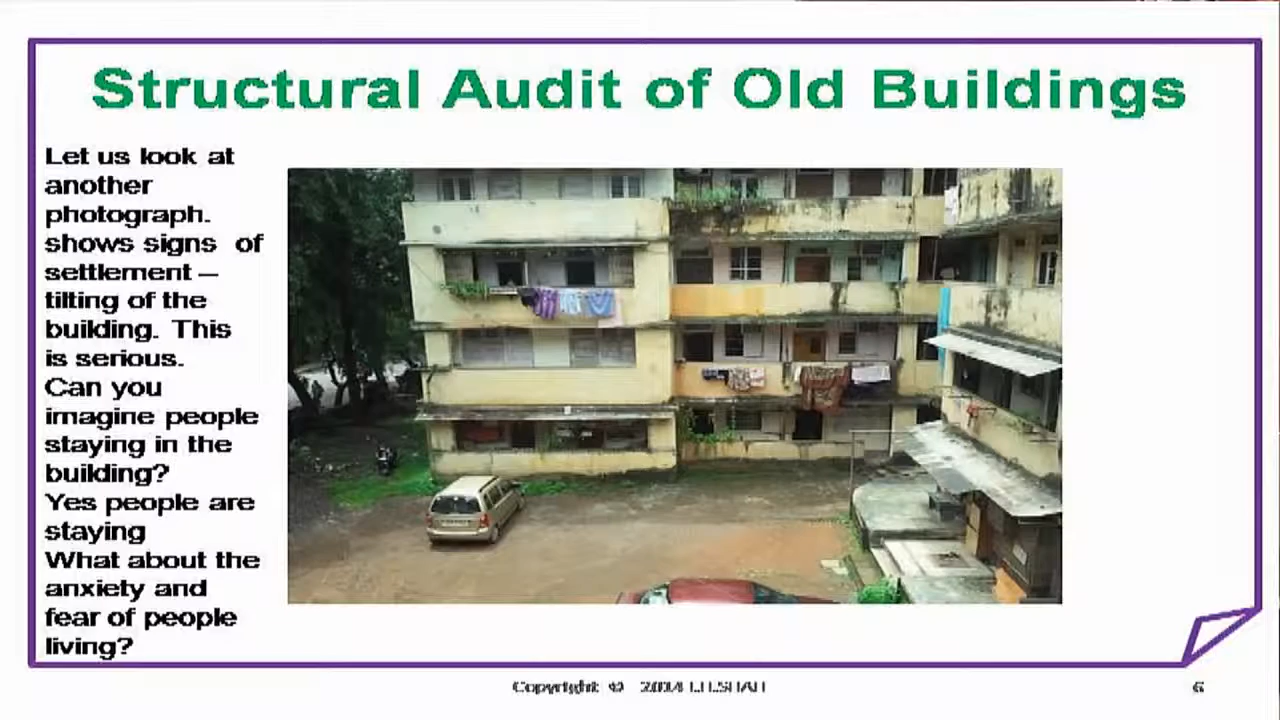 Structural Audit of Old Buildings
Let us look at
another
photograph.
shows signs of
settlement –
tilting of the
building. This
is serious.
Can you
imagine people
staying in the
building?
Yes people are
staying
What about the
anxiety and
fear of people
living?
Copyright ©
6